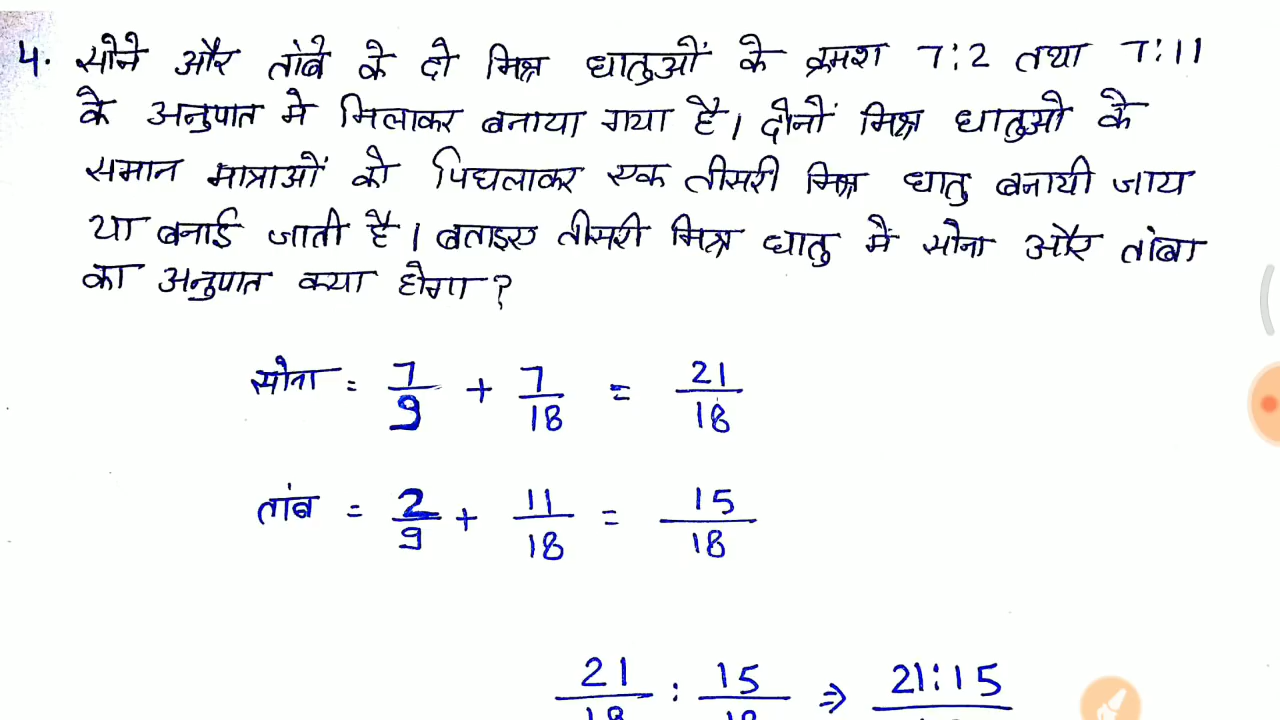 4. सोने और तांबे के दो मिश्र धातुओं के क्रमश 7:2 तथा 7:11
के अनुपात मे मिलाकर बनाया गया है। दोनों मिश्र धातुओ के
समान मात्राओं को पिघलाकर एक तीसरी मिश्र धातु बनायी जाय
या बनाई जाती है। बताइए तीसरी मिश्र धातु में सोना और तांबा
का अनुपात क्या होगा?
सोना = 7/9 + 7/18 = 21/18
तांब = 2/9 + 11/18 = 15/18
21/18 : 15/18 ⇒ 21:15